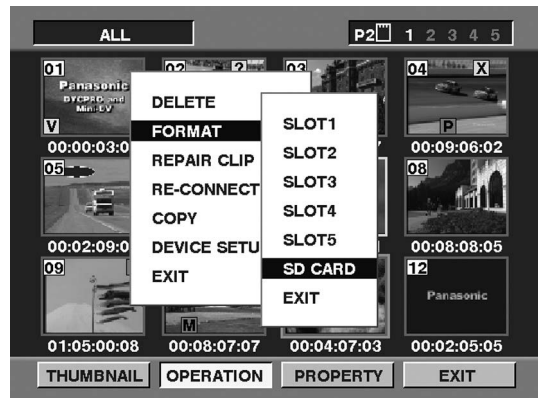 ALL P2 1 2 3 4 5
01 02 ? 03 04 X
Panasonic
DVCPRO and
Mini-DV
V P
00:00:03:0 00:09:06:02
DELETE
FORMAT
REPAIR CLIP
RE-CONNECT
COPY
DEVICE SETU
EXIT
SLOT1
SLOT2
SLOT3
SLOT4
SLOT5
SD CARD
EXIT
05 08
00:02:09:0 00:08:08:05
09 12
Panasonic
M
01:05:00:08 00:08:07:07 00:04:07:03 00:02:05:05
THUMBNAIL OPERATION PROPERTY EXIT